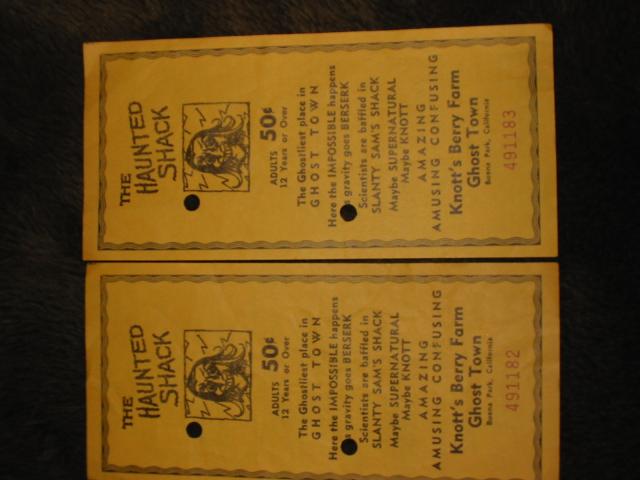 THE
HAUNTED
SHACK
ADULTS 50¢
12 Years or Over
The Ghostliest place in
GHOST TOWN
Here the IMPOSSIBLE happens
s gravity goes BERSERK
Scientists are baffled in
SLANTY SAM'S SHACK
Maybe SUPERNATURAL
Maybe KNOTT
AMAZING
AMUSING CONFUSING
Knott's Berry Farm
Ghost Town
Buena Park, California
491183
THE
HAUNTED
SHACK
ADULTS 50¢
12 Years or Over
The Ghostliest place in
GHOST TOWN
Here the IMPOSSIBLE happens
s gravity goes BERSERK
Scientists are baffled in
SLANTY SAM'S SHACK
Maybe SUPERNATURAL
Maybe KNOTT
AMAZING
AMUSING CONFUSING
Knott's Berry Farm
Ghost Town
Buena Park, California
491182